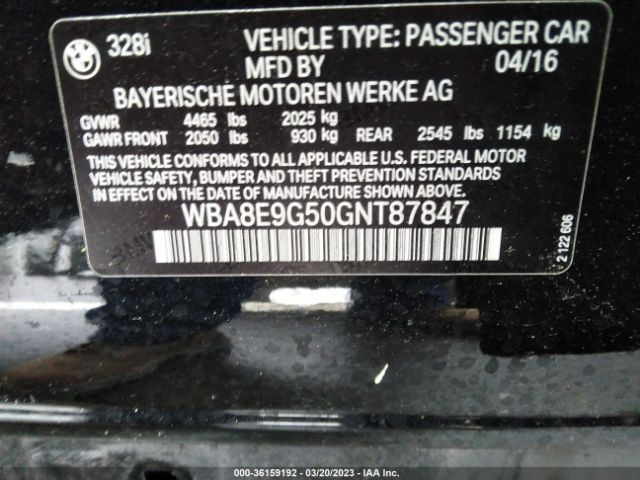 BMW
328i VEHICLE TYPE: PASSENGER CAR
MFD BY 04/16
BAYERISCHE MOTOREN WERKE AG
GVWR 4465 lbs 2025 kg
GAWR FRONT 2050 lbs 930 kg REAR 2545 lbs 1154 kg
THIS VEHICLE CONFORMS TO ALL APPLICABLE U.S. FEDERAL MOTOR
VEHICLE SAFETY, BUMPER AND THEFT PREVENTION STANDARDS
IN EFFECT ON THE DATE OF MANUFACTURE SHOWN ABOVE.
WBA8E9G50GNT87847
2 122 606
000-36159192 - 03/20/2023 - IAA Inc.